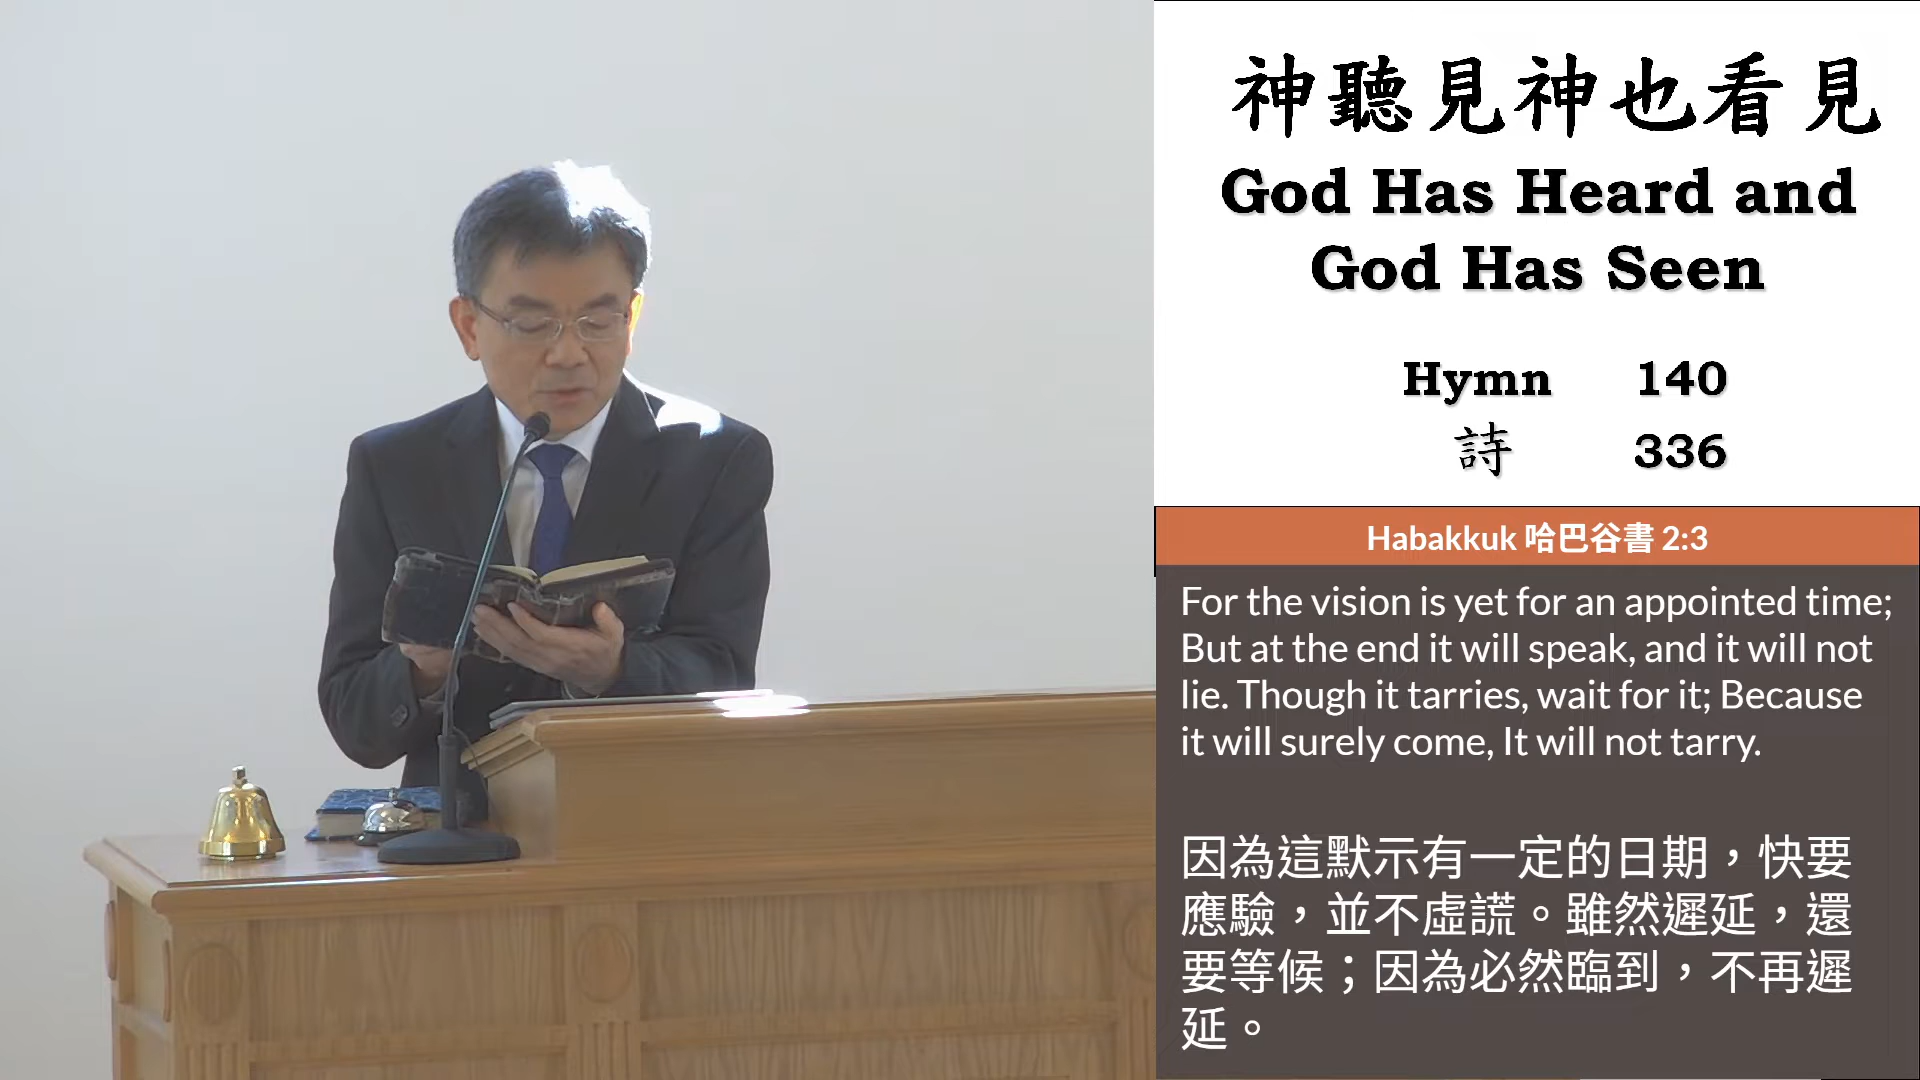 神聽見神也看見
God Has Heard and
God Has Seen
Hymn 140
詩 336
Habakkuk 哈巴谷書 2:3
For the vision is yet for an appointed time;
But at the end it will speak, and it will not
lie. Though it tarries, wait for it; Because
it will surely come, It will not tarry.
因為這默示有一定的日期，快要
應驗，並不虛謊。雖然遲延，還
要等候；因為必然臨到，不再遲
延。